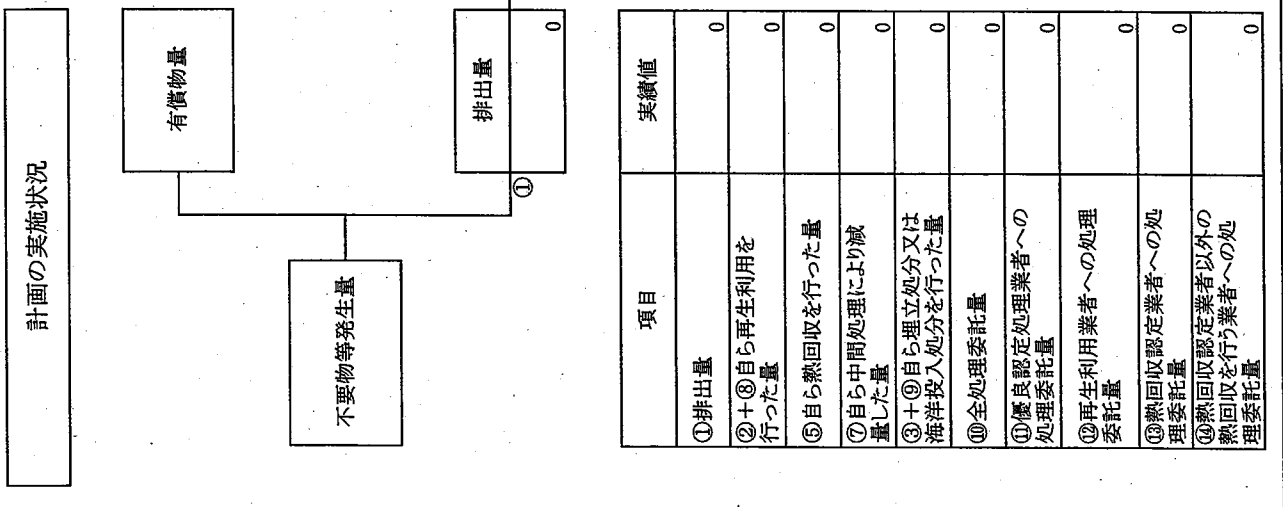 計画の実施状況
有償物量
不要物等発生量
①
排出量
0
項目
実績値
①排出量
0
②+⑧自ら再生利用を
行った量
0
⑤自ら熱回収を行った量
0
⑦自ら中間処理により減
量した量
0
③+⑨自ら埋立処分又は
海洋投入処分を行った量
0
⑩全処理委託量
0
⑪優良認定処理業者への
処理委託量
0
⑫再生利用業者への処理
委託量
0
⑬熱回収認定業者への処
理委託量
0
⑭熱回収認定業者以外の
熱回収を行う業者への処
理委託量
0